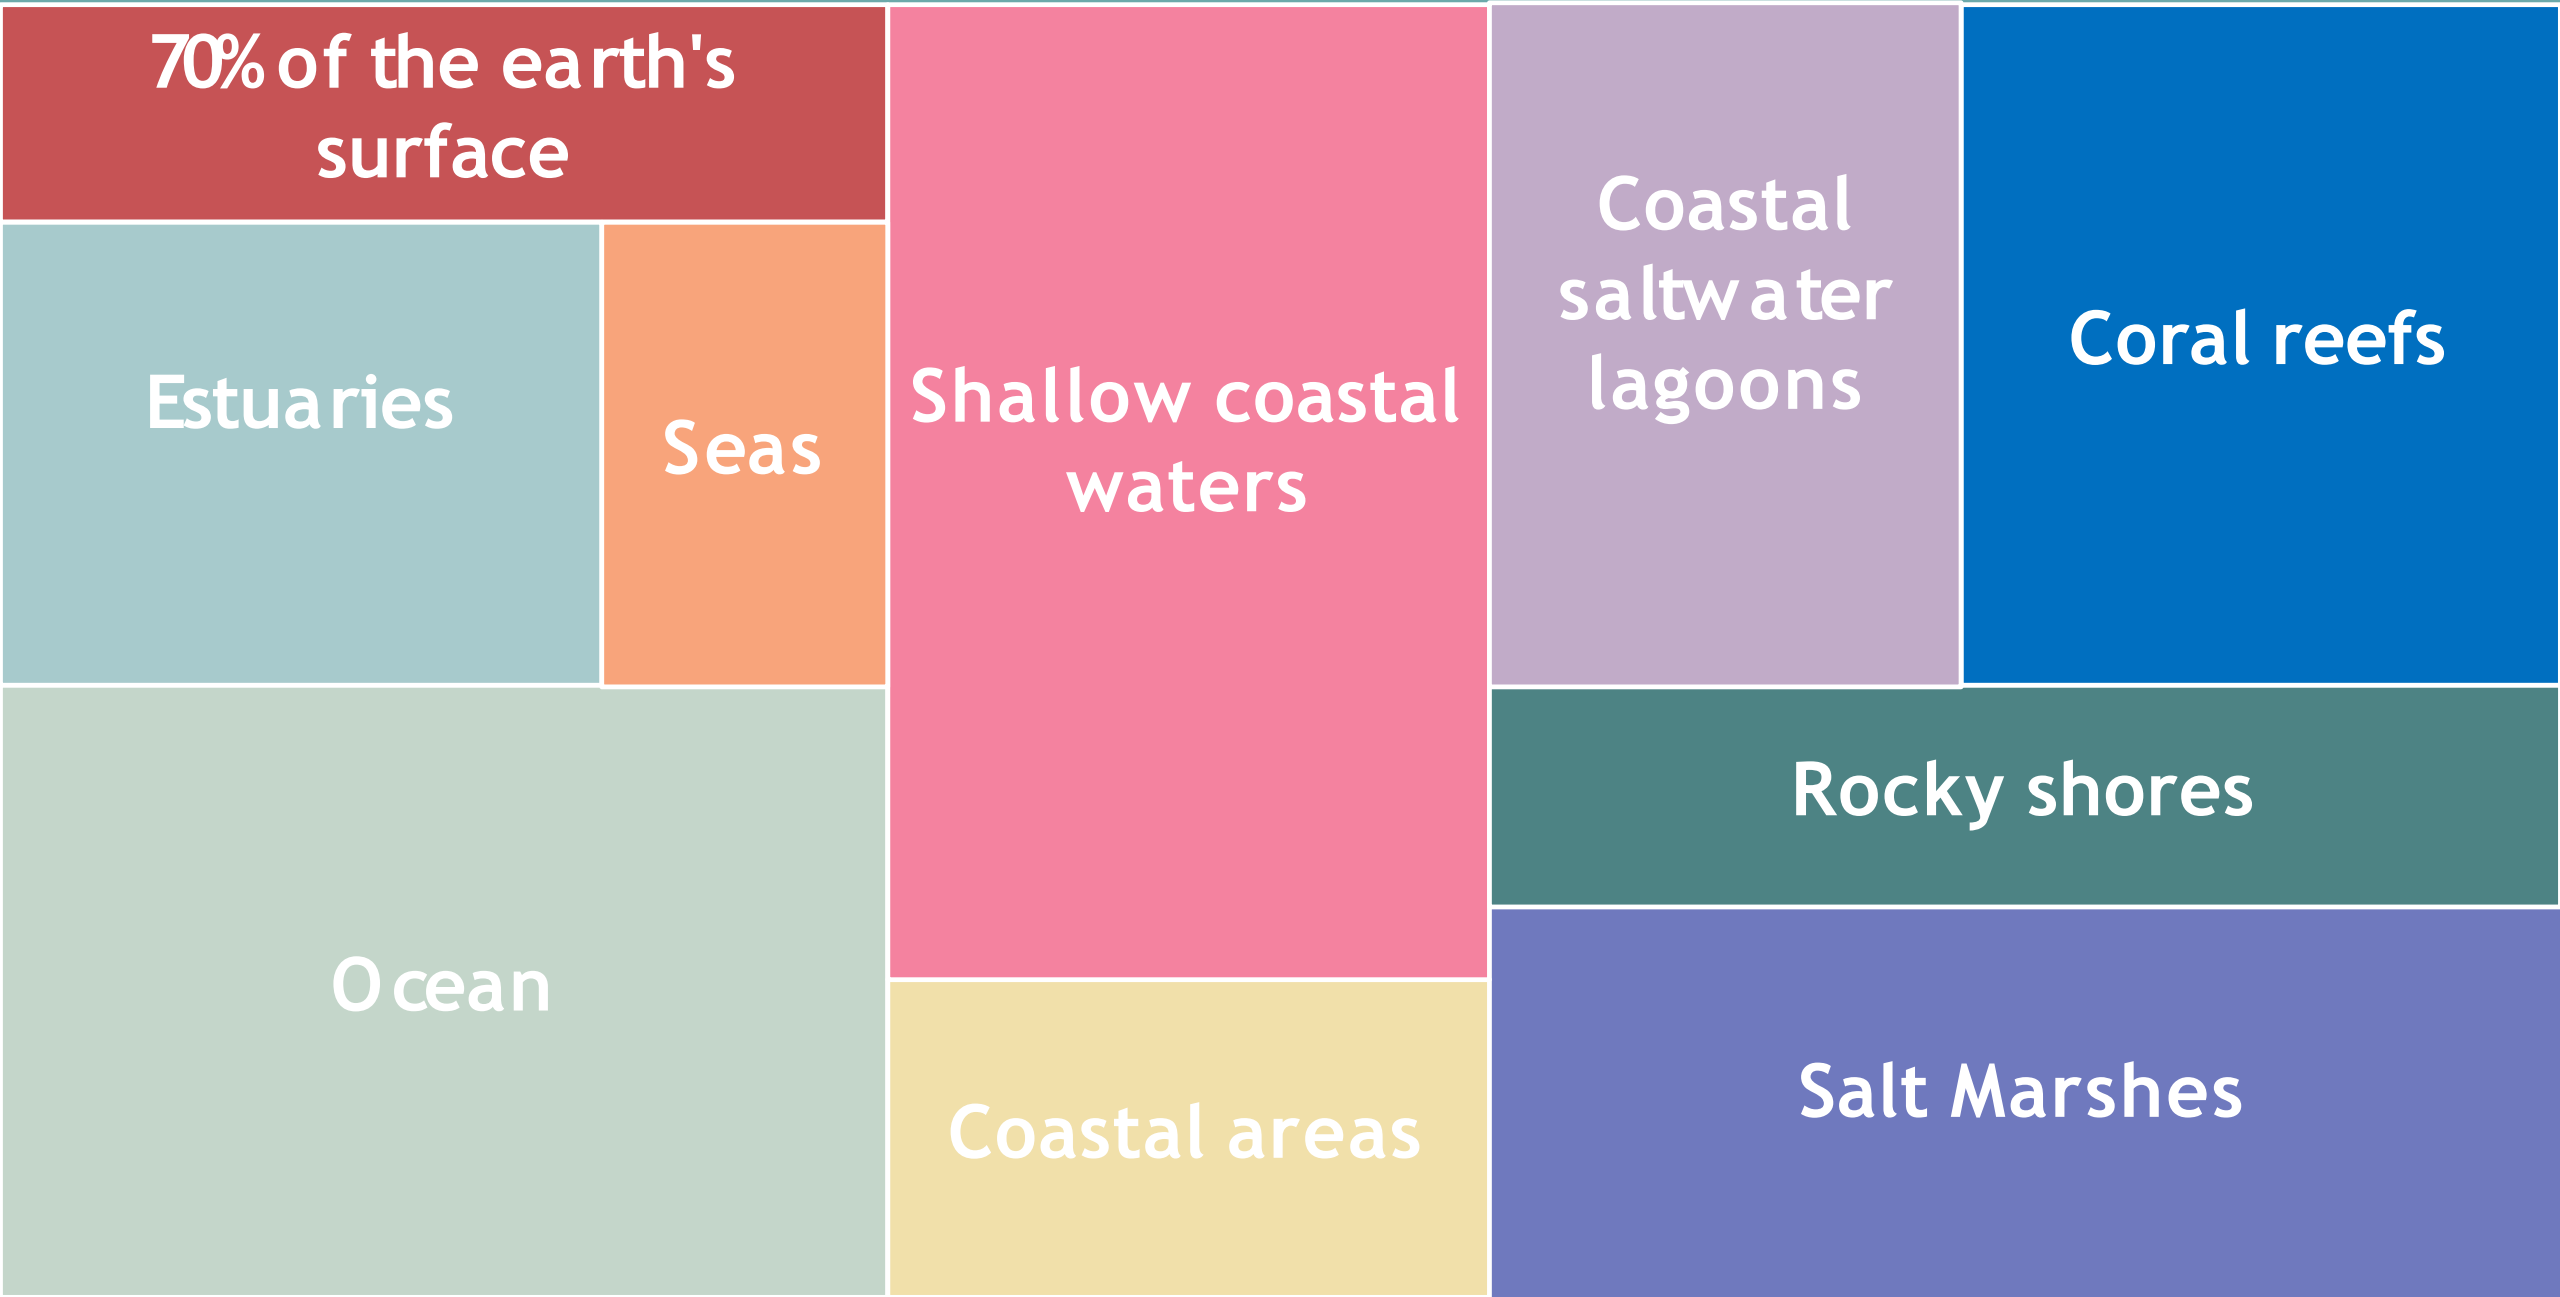 70% of the earth's
surface
Estuaries
Seas
Ocean
Shallow coastal
waters
Coastal areas
Coastal
saltwater
lagoons
Coral reefs
Rocky shores
Salt Marshes